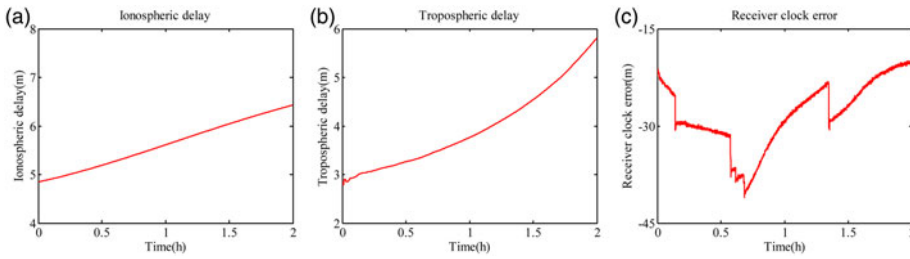 (a) Ionospheric delay
Ionospheric delay(m)
8
7
6
5
4
0 0.5 1 1.5 2
Time(h)
(b) Tropospheric delay
Tropospheric delay(m)
6
5
4
3
2
0 0.5 1 1.5 2
Time(h)
(c) Receiver clock error
Receiver clock error(m)
-15
-30
-45
0 0.5 1 1.5 2
Time(h)